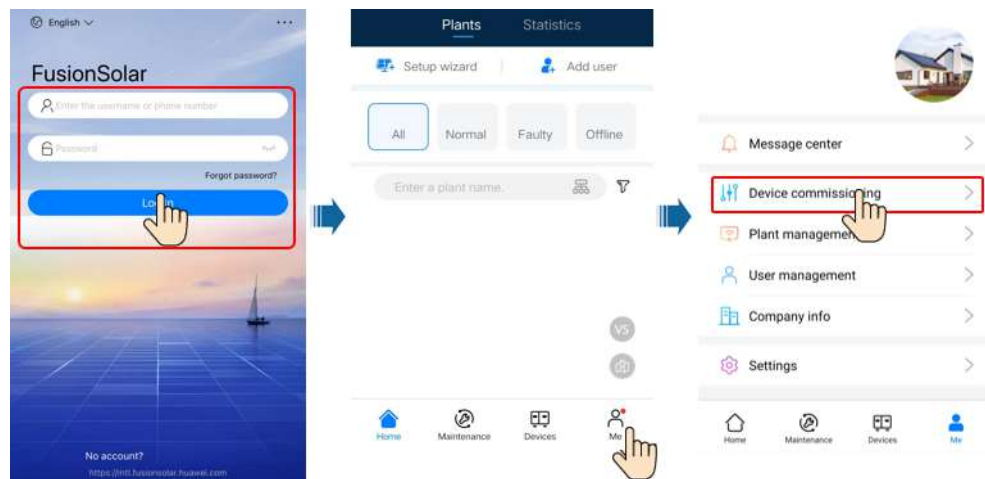 English
FusionSolar
Enter the username or phone number
Password
Forgot password?
Log in
No account?
https://intl.fusionsolar.huawei.com
Plants Statistics
Setup wizard Add user
All Normal Faulty Offline
Enter a plant name.
VS
Home Maintenance Devices Me
Message center
Device commissioning
Plant management
User management
Company info
Settings
Home Maintenance Devices Me